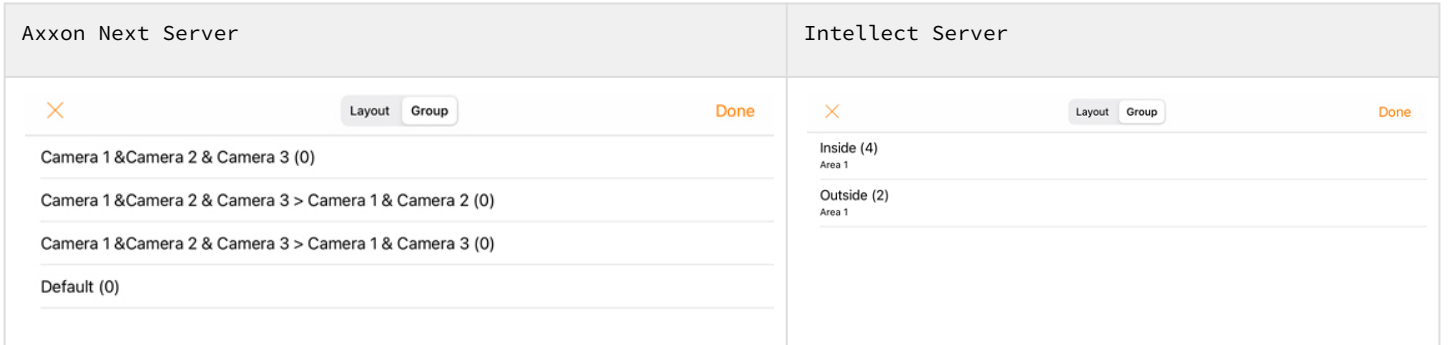 Axxon Next Server
Intellect Server
Layout Group Done
Camera 1 &Camera 2 & Camera 3 (0)
Camera 1 &Camera 2 & Camera 3 > Camera 1 & Camera 2 (0)
Camera 1 &Camera 2 & Camera 3 > Camera 1 & Camera 3 (0)
Default (0)
Layout Group Done
Inside (4)
Area 1
Outside (2)
Area 1